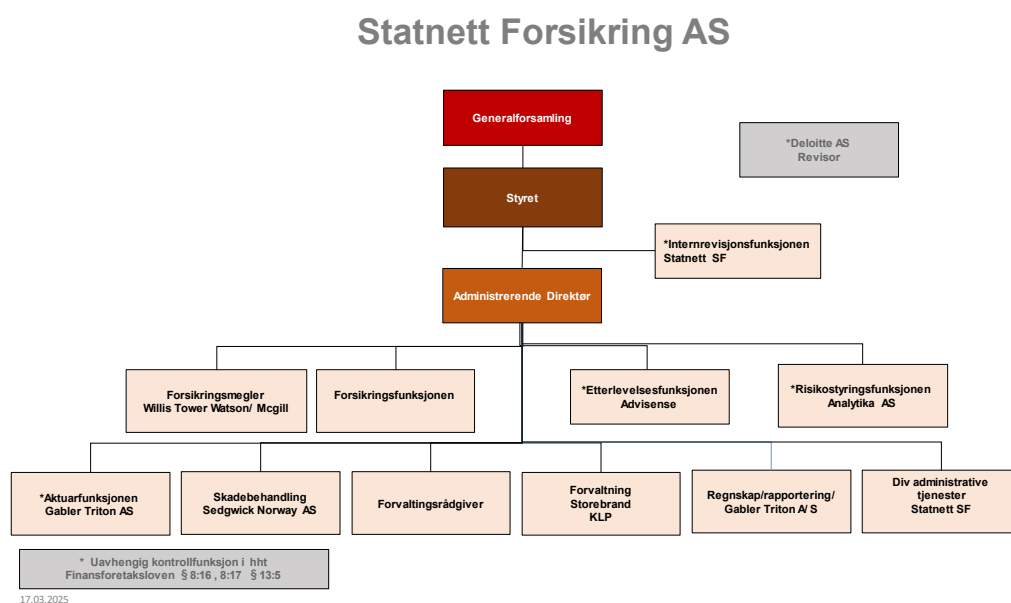 Statnett Forsikring AS
Generalforsamling
*Deloitte AS
Revisor
Styret
*Internrevisjonsfunksjonen
Statnett SF
Administrerende Direktør
Forsikringsmegler
Willis Tower Watson/ Mcgill
Forsikringsfunksjonen
*Etterlevelsesfunksjonen
Advisense
*Risikostyringsfunksjonen
Analytika AS
*Aktuarfunksjonen
Gabler Triton AS
Skadebehandling
Sedgwick Norway AS
Forvaltingsrådgiver
Forvaltning
Storebrand
KLP
Regnskap/rapportering/
Gabler Triton A/S
Div administrative
tjenester
Statnett SF
* Uavhengig kontrollfunksjon i hht
Finansforetaksloven § 8:16 , 8:17 § 13:5
17.03.2025